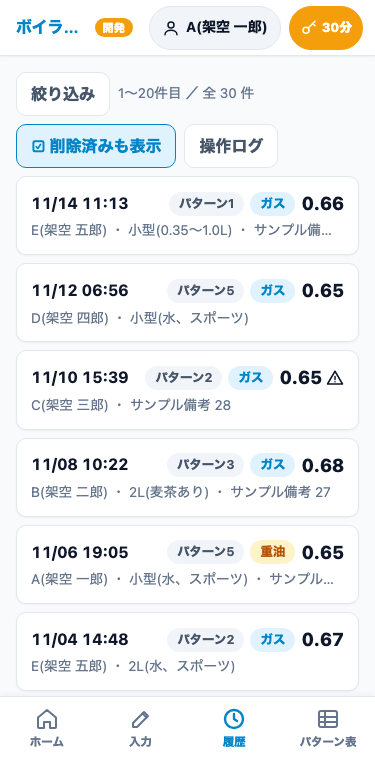 ボイラ... 開発 A(架空 一郎) 30分
絞り込み 1〜20件目 / 全 30 件
削除済みも表示 操作ログ
11/14 11:13 パターン1 ガス 0.66
E(架空 五郎) ・ 小型(0.35〜1.0L) ・ サンプル備...
11/12 06:56 パターン5 ガス 0.65
D(架空 四郎) ・ 小型(水、スポーツ)
11/10 15:39 パターン2 ガス 0.65
C(架空 三郎) ・ サンプル備考 28
11/08 10:22 パターン3 ガス 0.68
B(架空 二郎) ・ 2L(麦茶あり) ・ サンプル備考 27
11/06 19:05 パターン5 重油 0.65
A(架空 一郎) ・ 小型(水、スポーツ) ・ サンプル...
11/04 14:48 パターン2 ガス 0.67
E(架空 五郎) ・ 2L(水、スポーツ)
ホーム 入力 履歴 パターン表